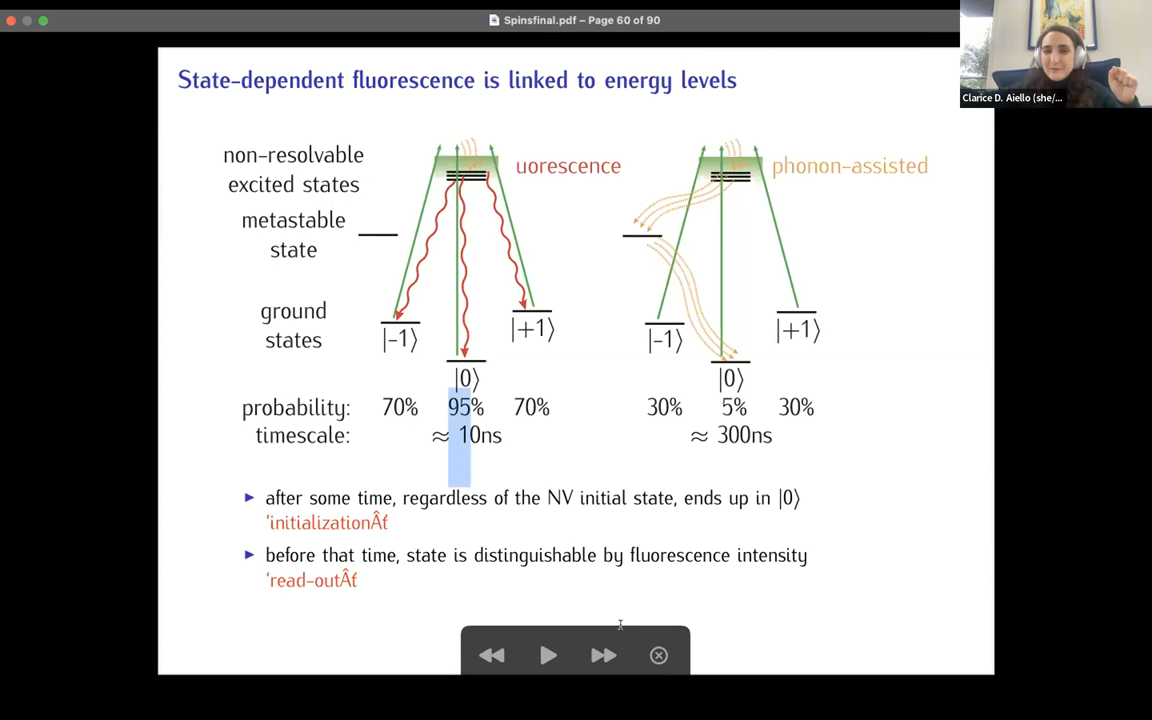 Spinsfinal.pdf – Page 60 of 90
Clarice D. Aiello (she/...
State-dependent fluorescence is linked to energy levels
non-resolvable
excited states
uorescence
phonon-assisted
metastable
state
ground
states
|-1⟩
|+1⟩
|0⟩
|-1⟩
|+1⟩
|0⟩
probability: 70% 95% 70% 30% 5% 30%
timescale: ≈ 10ns ≈ 300ns
▶ after some time, regardless of the NV initial state, ends up in |0⟩
'initializationÂť
▶ before that time, state is distinguishable by fluorescence intensity
'read-outÂť